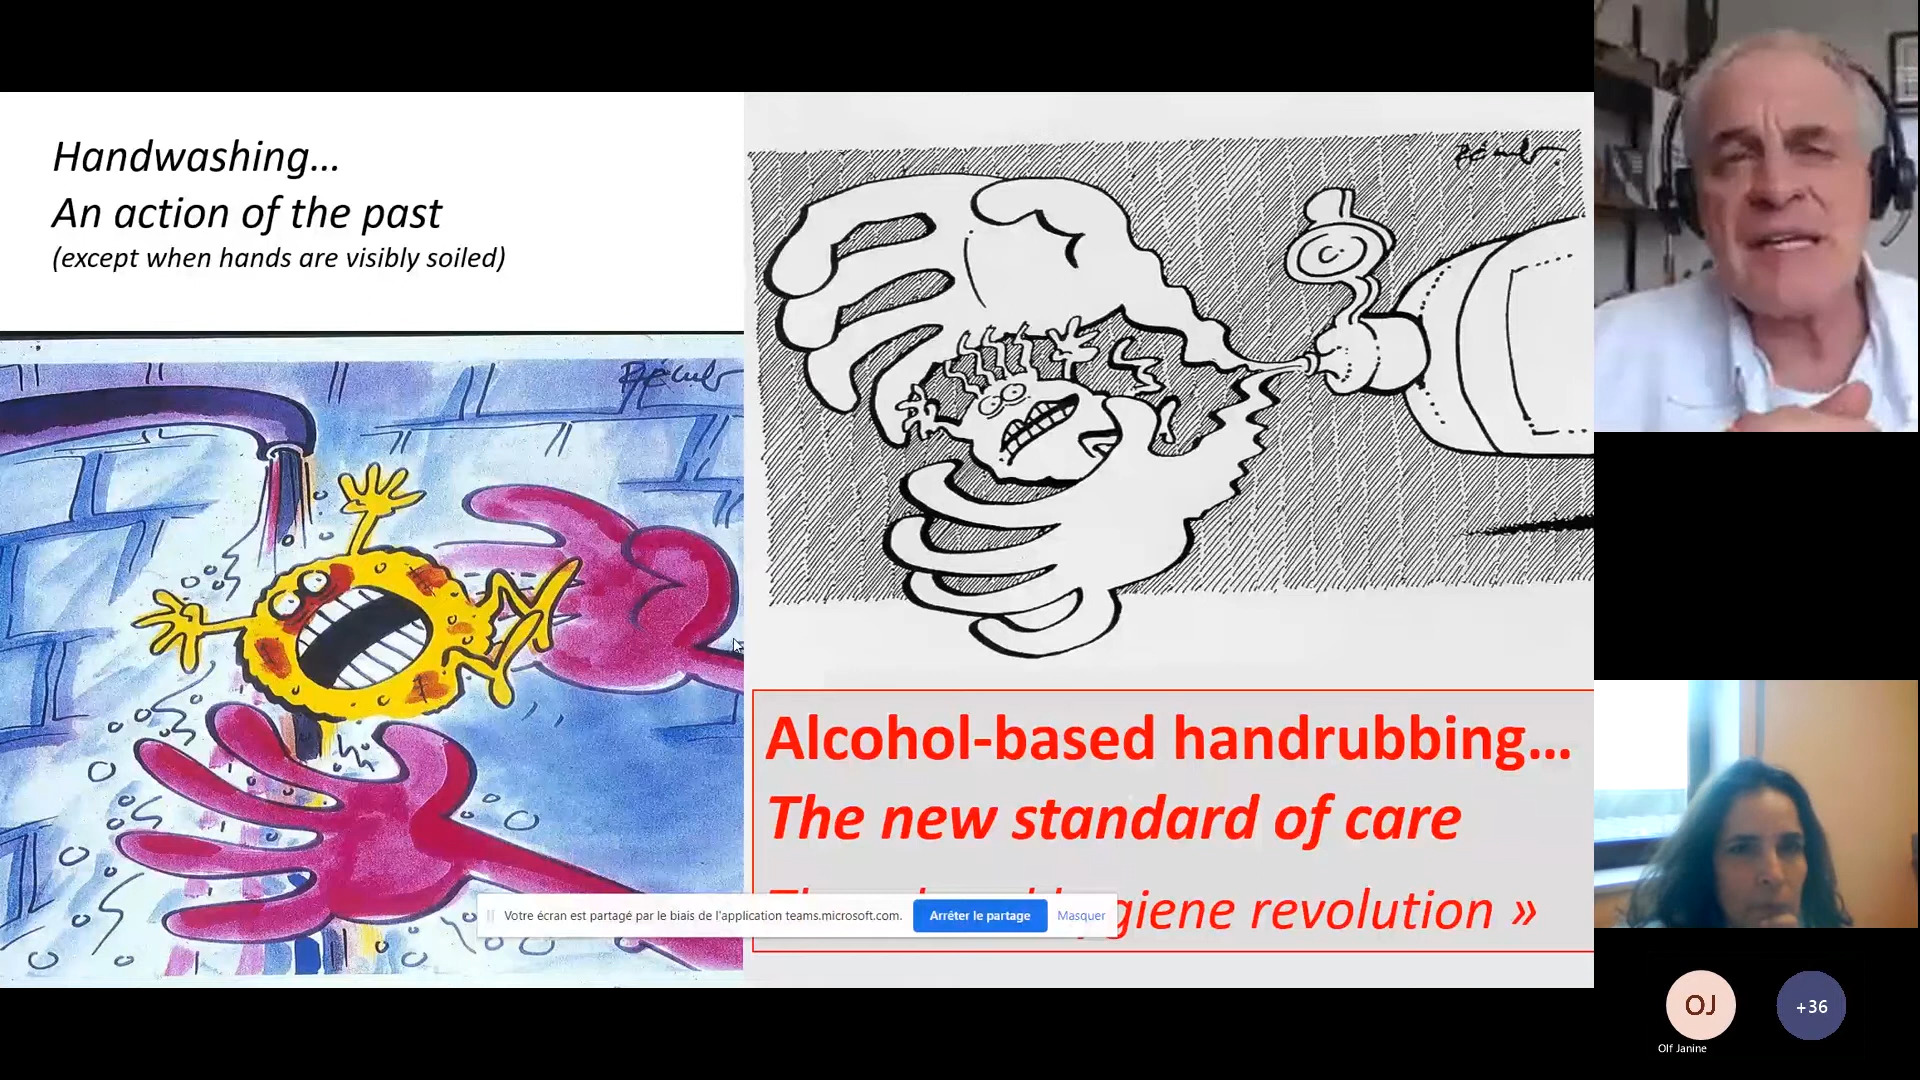 Handwashing...
An action of the past
(except when hands are visibly soiled)
Alcohol-based handrubbing...
The new standard of care
giene revolution »
Votre écran est partagé par le biais de l'application teams.microsoft.com.
Arrêter le partage
Masquer
OJ
+36
Olf Janine